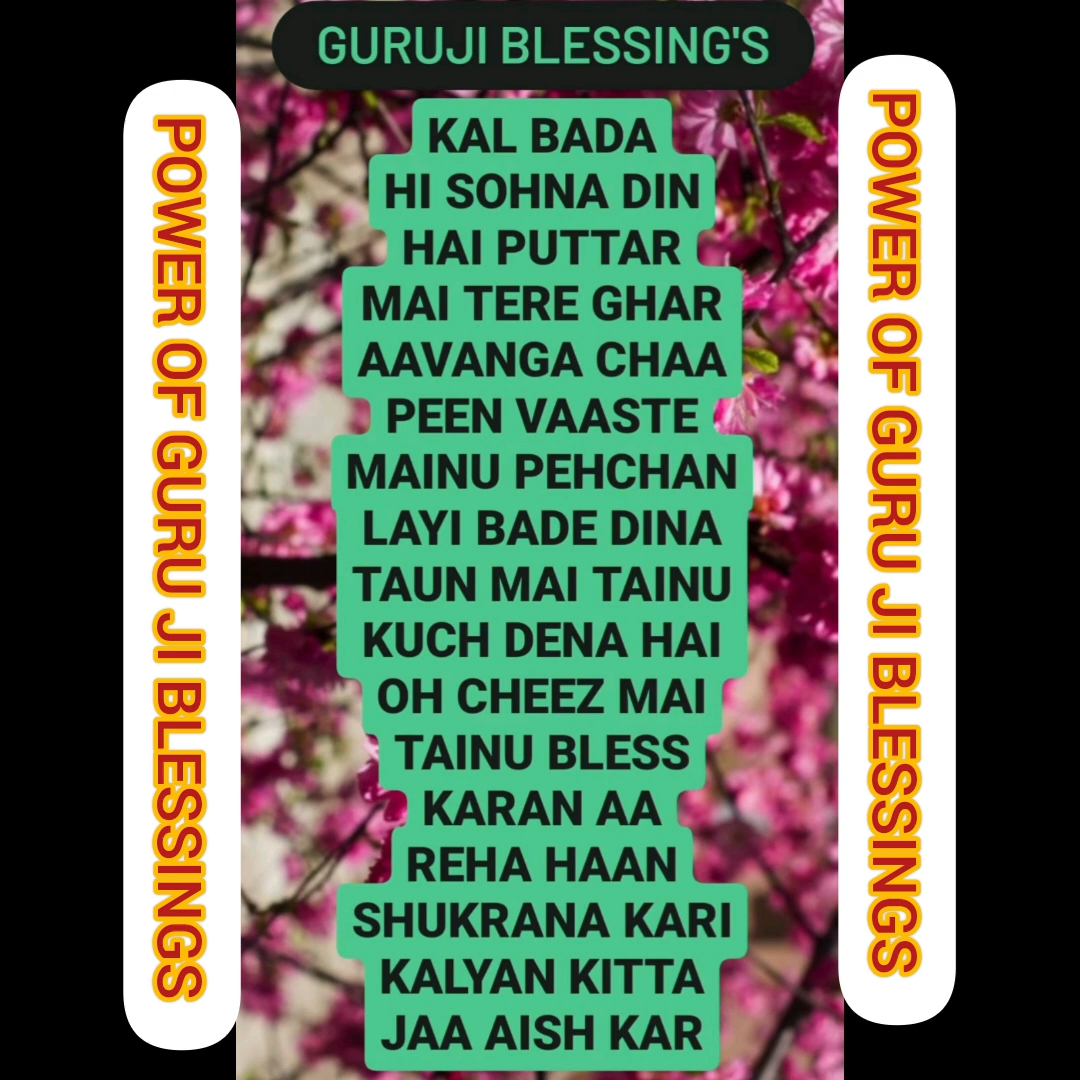 GURUJI BLESSING'S
POWER OF GURU JI BLESSINGS
KAL BADA
HI SOHNA DIN
HAI PUTTAR
MAI TERE GHAR
AAVANGA CHAA
PEEN VAASTE
MAINU PEHCHAN
LAYI BADE DINA
TAUN MAI TAINU
KUCH DENA HAI
OH CHEEZ MAI
TAINU BLESS
KARAN AA
REHA HAAN
SHUKRANA KARI
KALYAN KITTA
JAA AISH KAR
POWER OF GURU JI BLESSINGS